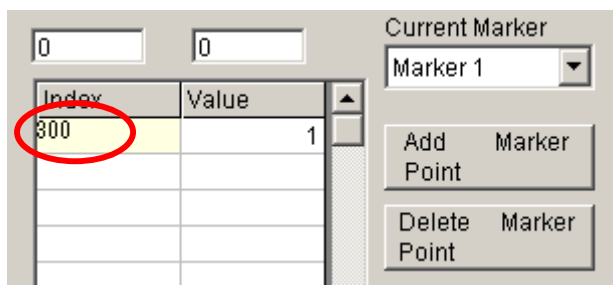 Current Marker
0 0
Marker 1
Index Value
300 1
Add Marker
Point
Delete Marker
Point